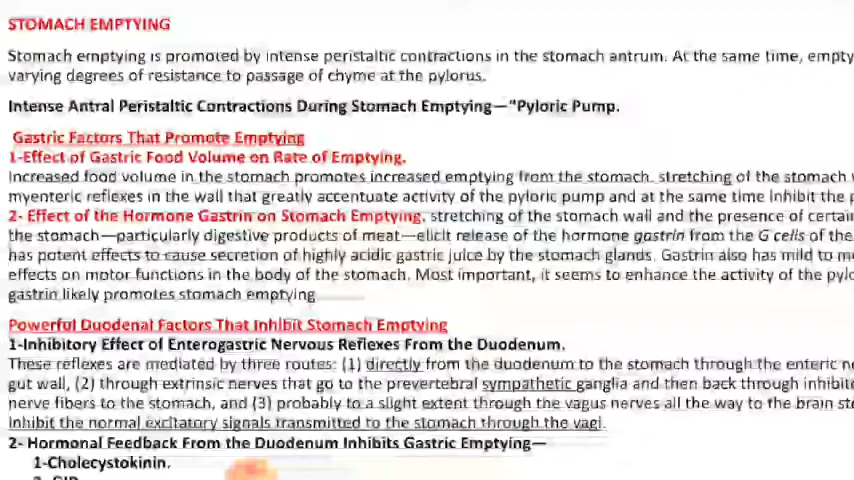 STOMACH EMPTYING
Stomach emptying is promoted by intense peristaltic contractions in the stomach antrum. At the same time, empty
varying degrees of resistance to passage of chyme at the pylorus.
Intense Antral Peristaltic Contractions During Stomach Emptying—"Pyloric Pump.
Gastric Factors That Promote Emptying
1-Effect of Gastric Food Volume on Rate of Emptying.
Increased food volume in the stomach promotes increased emptying from the stomach. stretching of the stomach
myenteric reflexes in the wall that greatly accentuate activity of the pyloric pump and at the same time Inhibit the
2- Effect of the Hormone Gastrin on Stomach Emptying. stretching of the stomach wall and the presence of certai
the stomach—particularly digestive products of meat—elicit release of the hormone gastrin from the G cells of the
has potent effects to cause secretion of highly acidic gastric juice by the stomach glands. Gastrin also has mild to m
effects on motor functions in the body of the stomach. Most important, it seems to enhance the activity of the pylo
gastrin likely promotes stomach emptying
Powerful Duodenal Factors That Inhibit Stomach Emptying
1-Inhibitory Effect of Enterogastric Nervous Reflexes From the Duodenum.
These reflexes are mediated by three routes: (1) directly from the duodenum to the stomach through the enteric ne
gut wall, (2) through extrinsic nerves that go to the prevertebral sympathetic ganglia and then back through inhibit
nerve fibers to the stomach, and (3) probably to a slight extent through the vagus nerves all the way to the brain ste
Inhibit the normal excitatory signals transmitted to the stomach through the vagi.
2- Hormonal Feedback From the Duodenum Inhibits Gastric Emptying—
1-Cholecystokinin.